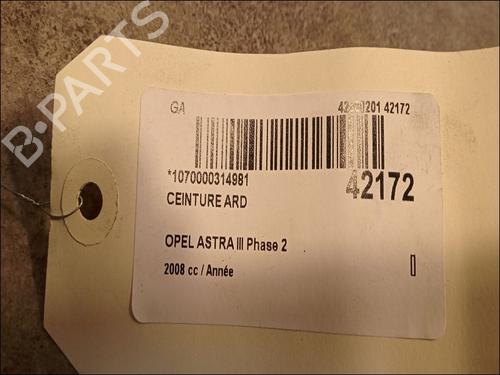 B-PARTS
GA
42172
*1070000314981
42172
CEINTURE ARD
OPEL ASTRA III Phase 2
2008 cc / Année